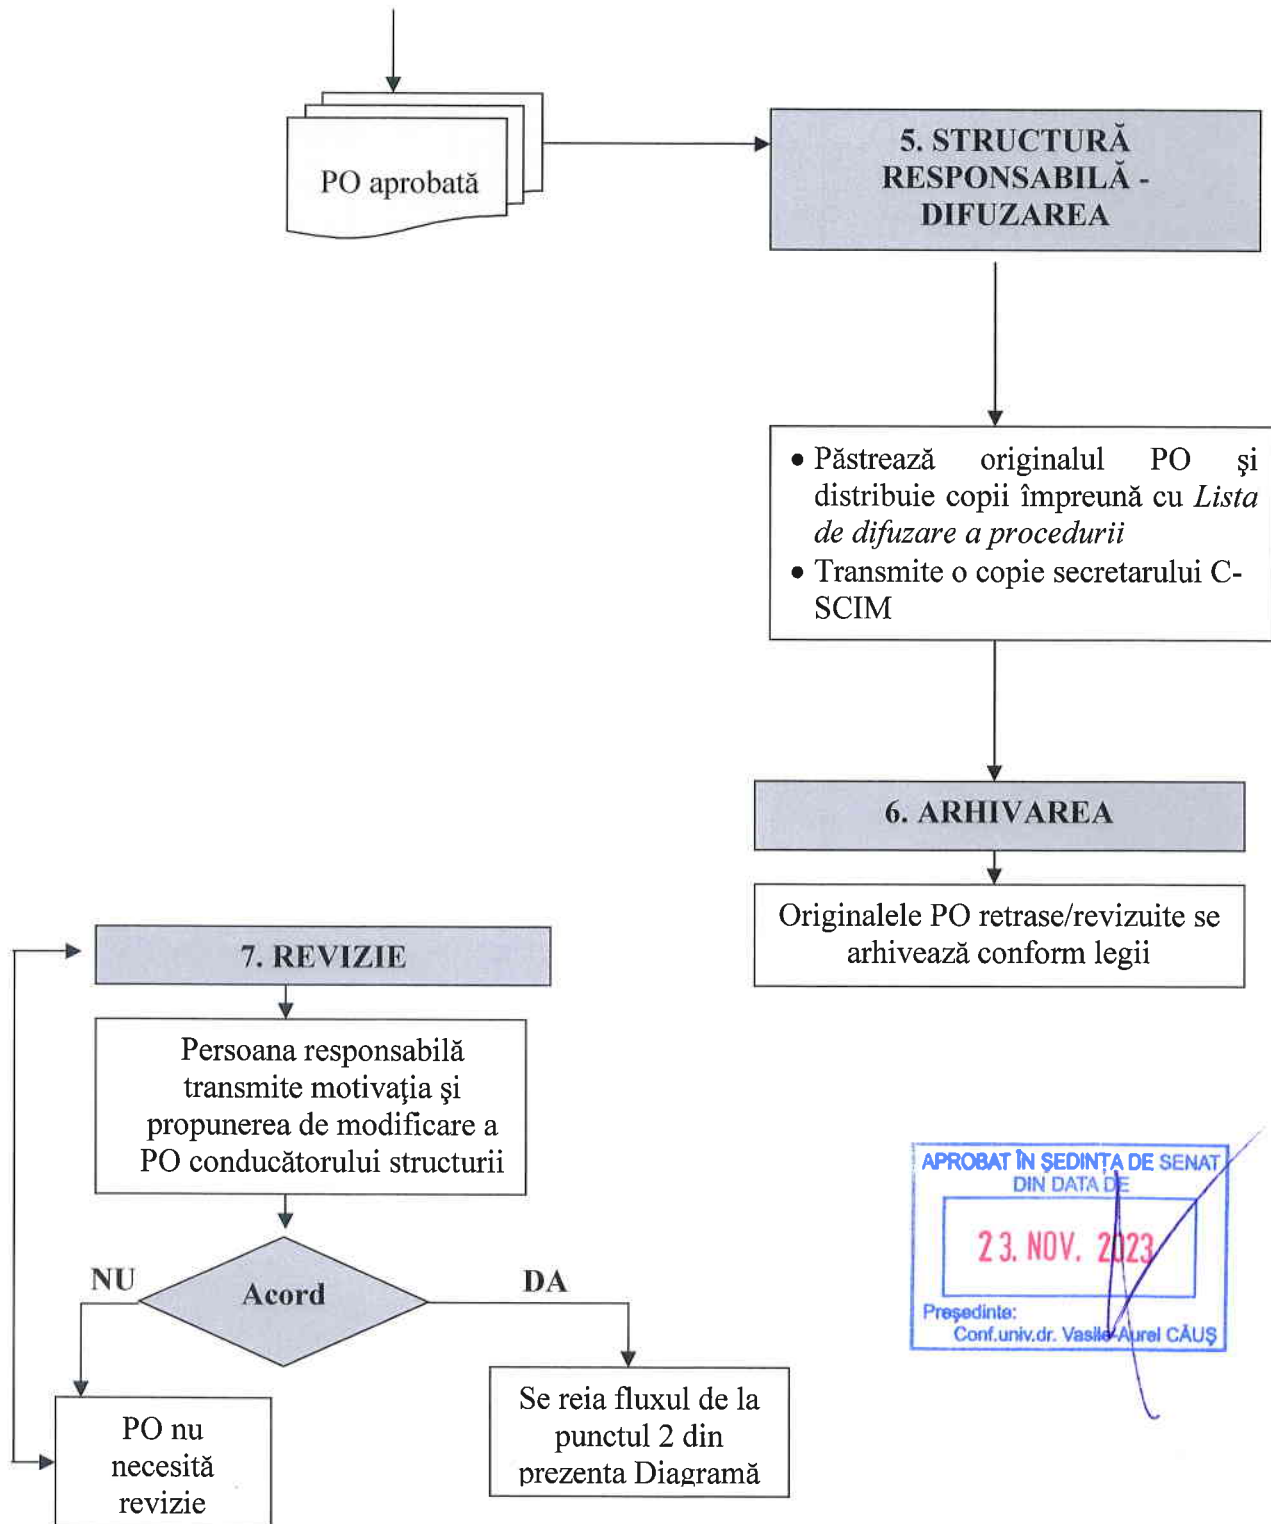 PO aprobată
5. STRUCTURĂ
RESPONSABILĂ -
DIFUZAREA
• Păstrează originalul PO şi
distribuie copii împreună cu Lista
de difuzare a procedurii
• Transmite o copie secretarului C-
SCIM
6. ARHIVAREA
Originalele PO retrase/revizuite se
arhivează conform legii
7. REVIZIE
Persoana responsabilă
transmite motivaţia şi
propunerea de modificare a
PO conducătorului structurii
NU
Acord
DA
PO nu
necesită
revizie
Se reia fluxul de la
punctul 2 din
prezenta Diagramă
APROBAT ÎN ŞEDINŢA DE SENAT
DIN DATA DE
23. NOV. 2023
Preşedinte:
Conf.univ.dr. Vasile-Aurel CĂUŞ